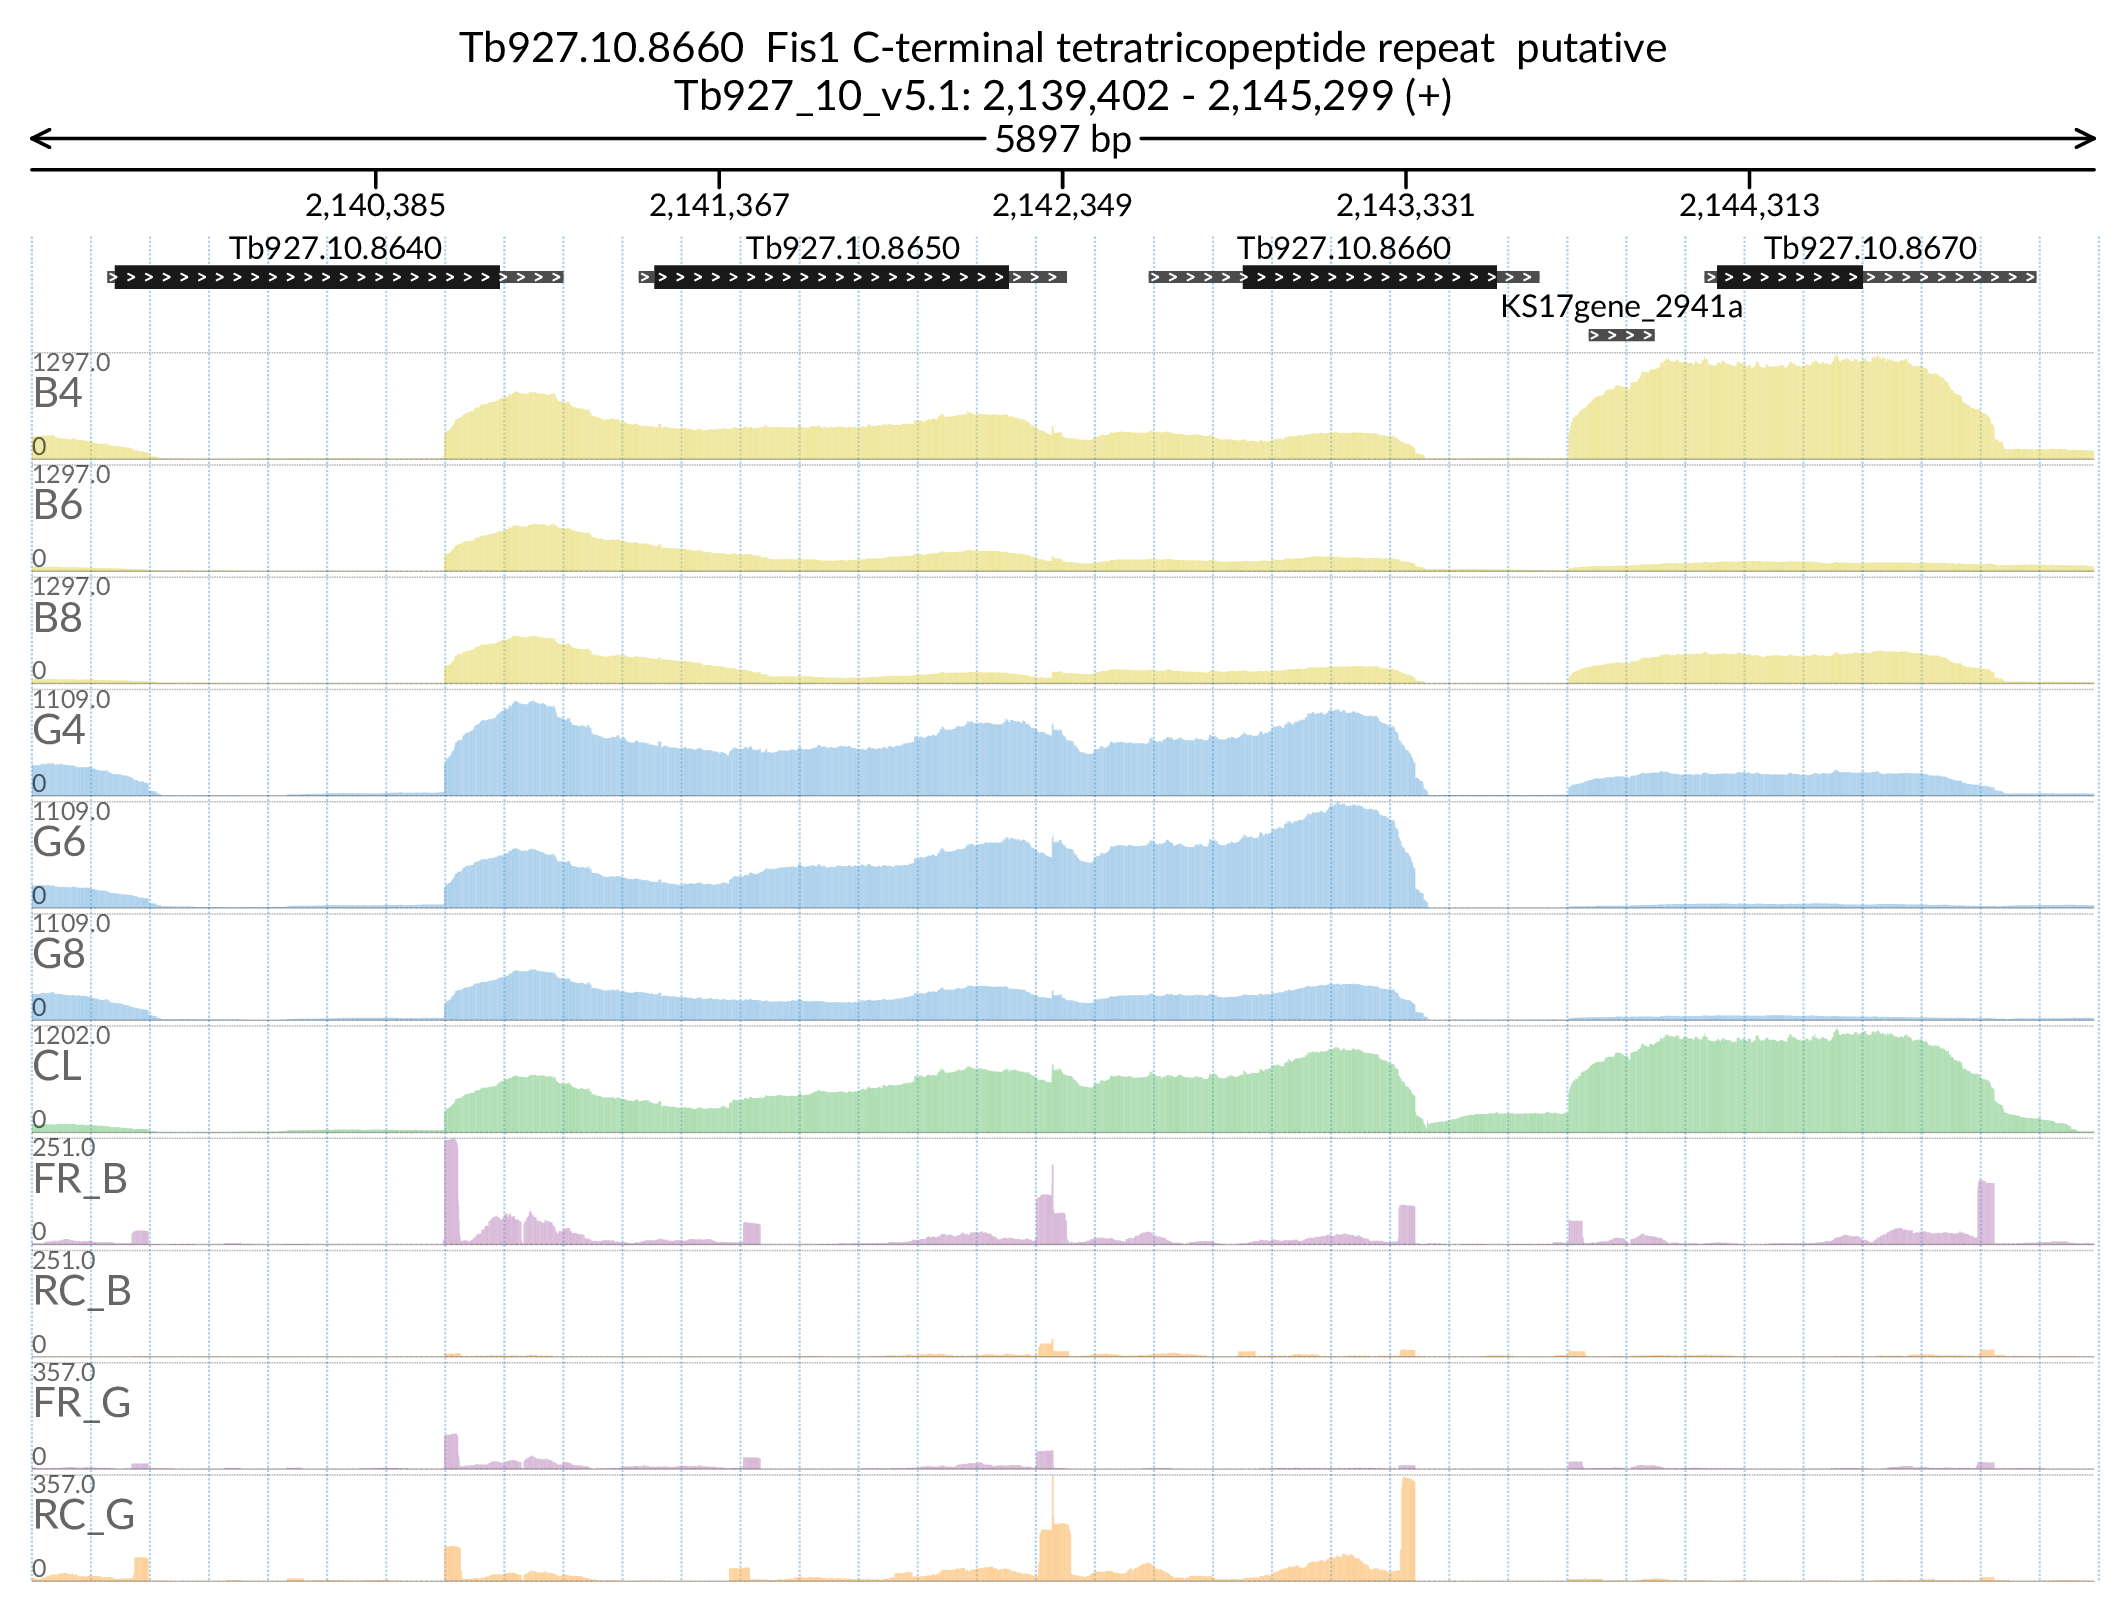 Tb927.10.8660  Fis1 C-terminal tetratricopeptide repeat  putative
Tb927_10_v5.1: 2,139,402 - 2,145,299 (+)
5897 bp
2,140,385 2,141,367 2,142,349 2,143,331 2,144,313
Tb927.10.8640 Tb927.10.8650 Tb927.10.8660 Tb927.10.8670
KS17gene_2941a
1297.0
B4
0
1297.0
B6
0
1297.0
B8
0
1109.0
G4
0
1109.0
G6
0
1109.0
G8
0
1202.0
CL
0
251.0
FR_B
0
251.0
RC_B
0
357.0
FR_G
0
357.0
RC_G
0